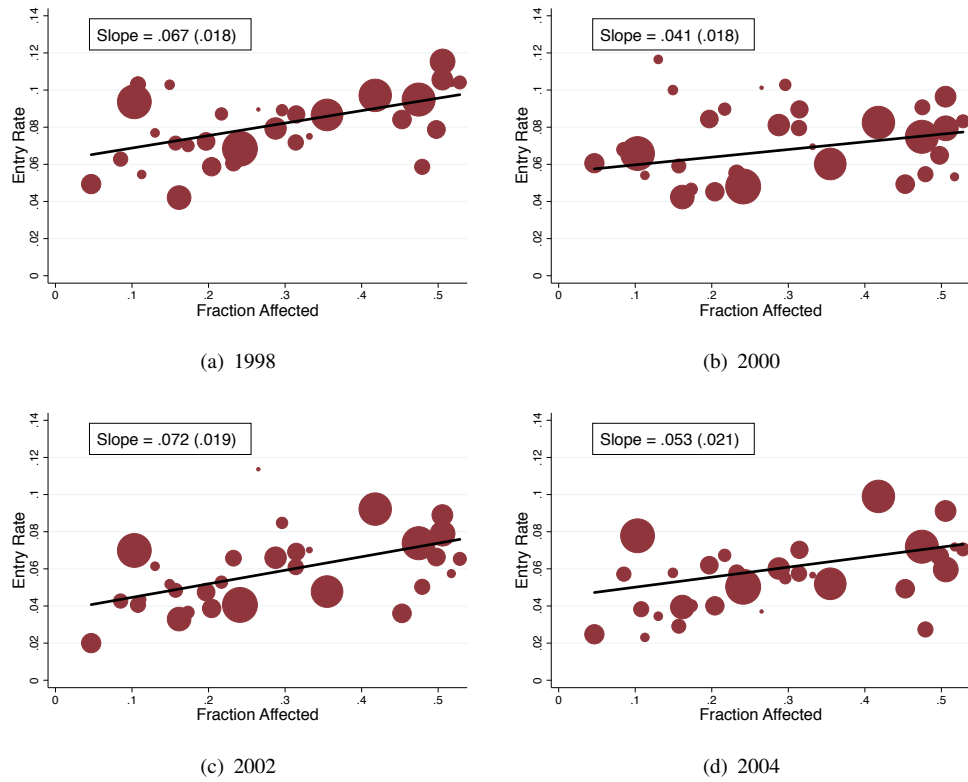 Slope = .067 (.018)
Entry Rate
0 .02 .04 .06 .08 .1 .12 .14
0 .1 .2 .3 .4 .5
Fraction Affected
(a) 1998
Slope = .041 (.018)
Entry Rate
0 .02 .04 .06 .08 .1 .12 .14
0 .1 .2 .3 .4 .5
Fraction Affected
(b) 2000
Slope = .072 (.019)
Entry Rate
0 .02 .04 .06 .08 .1 .12 .14
0 .1 .2 .3 .4 .5
Fraction Affected
(c) 2002
Slope = .053 (.021)
Entry Rate
0 .02 .04 .06 .08 .1 .12 .14
0 .1 .2 .3 .4 .5
Fraction Affected
(d) 2004